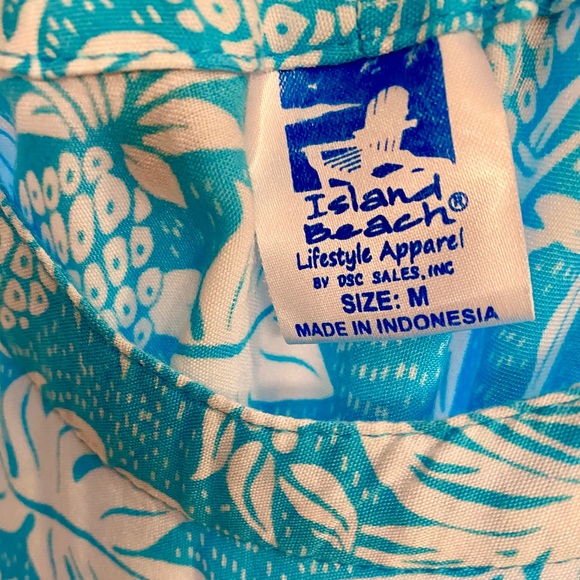 Island
Beach®
Lifestyle Apparel
BY DSC SALES, INC
SIZE: M
MADE IN INDONESIA